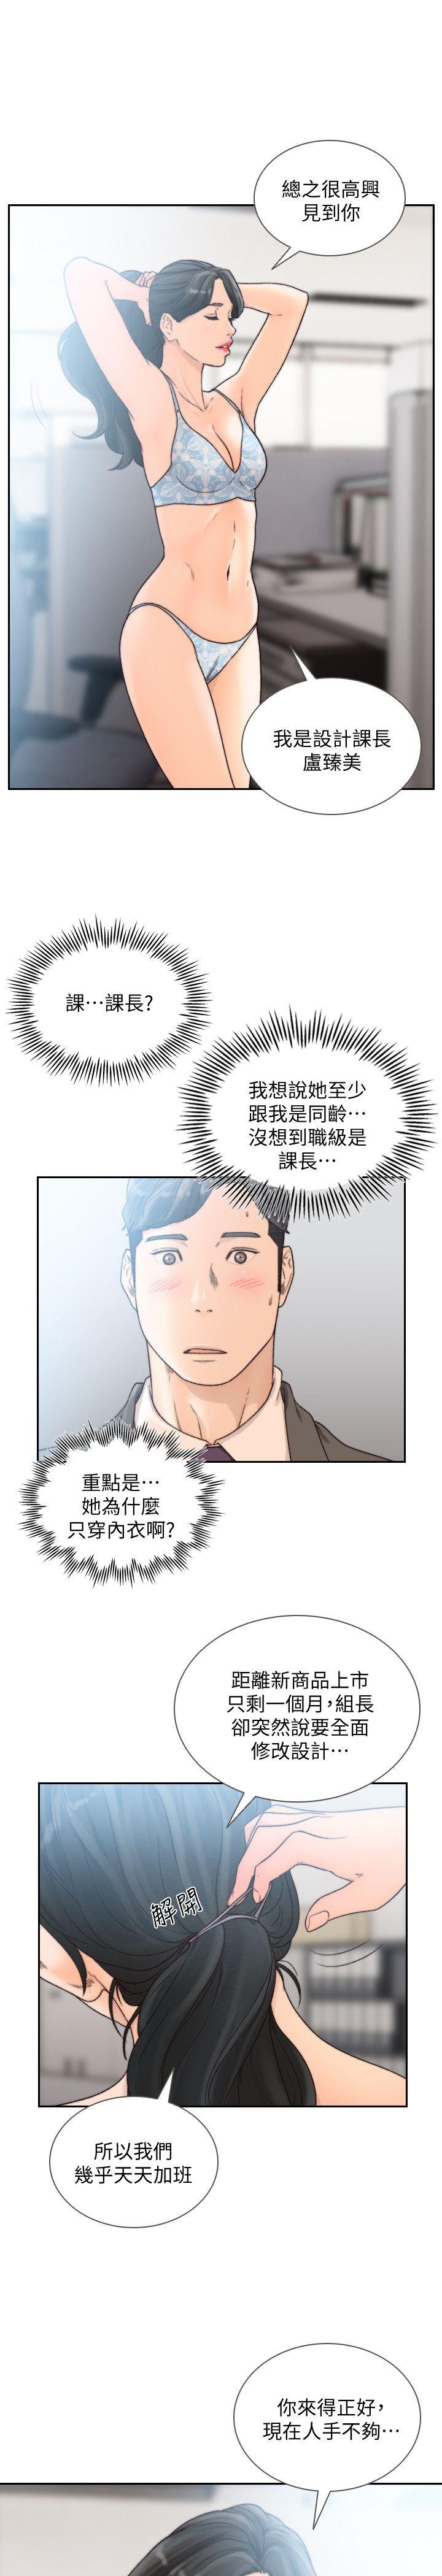 總之很高興
見到你
我是設計課長
盧臻美
課⋯課長?
我想說她至少
跟我是同齡⋯
沒想到職級是
課長⋯
重點是⋯
她為什麼
只穿內衣啊?
距離新商品上市
只剩一個月，組長
卻突然說要全面
修改設計⋯
解開
所以我們
幾乎天天加班
你來得正好，
現在人手不夠⋯